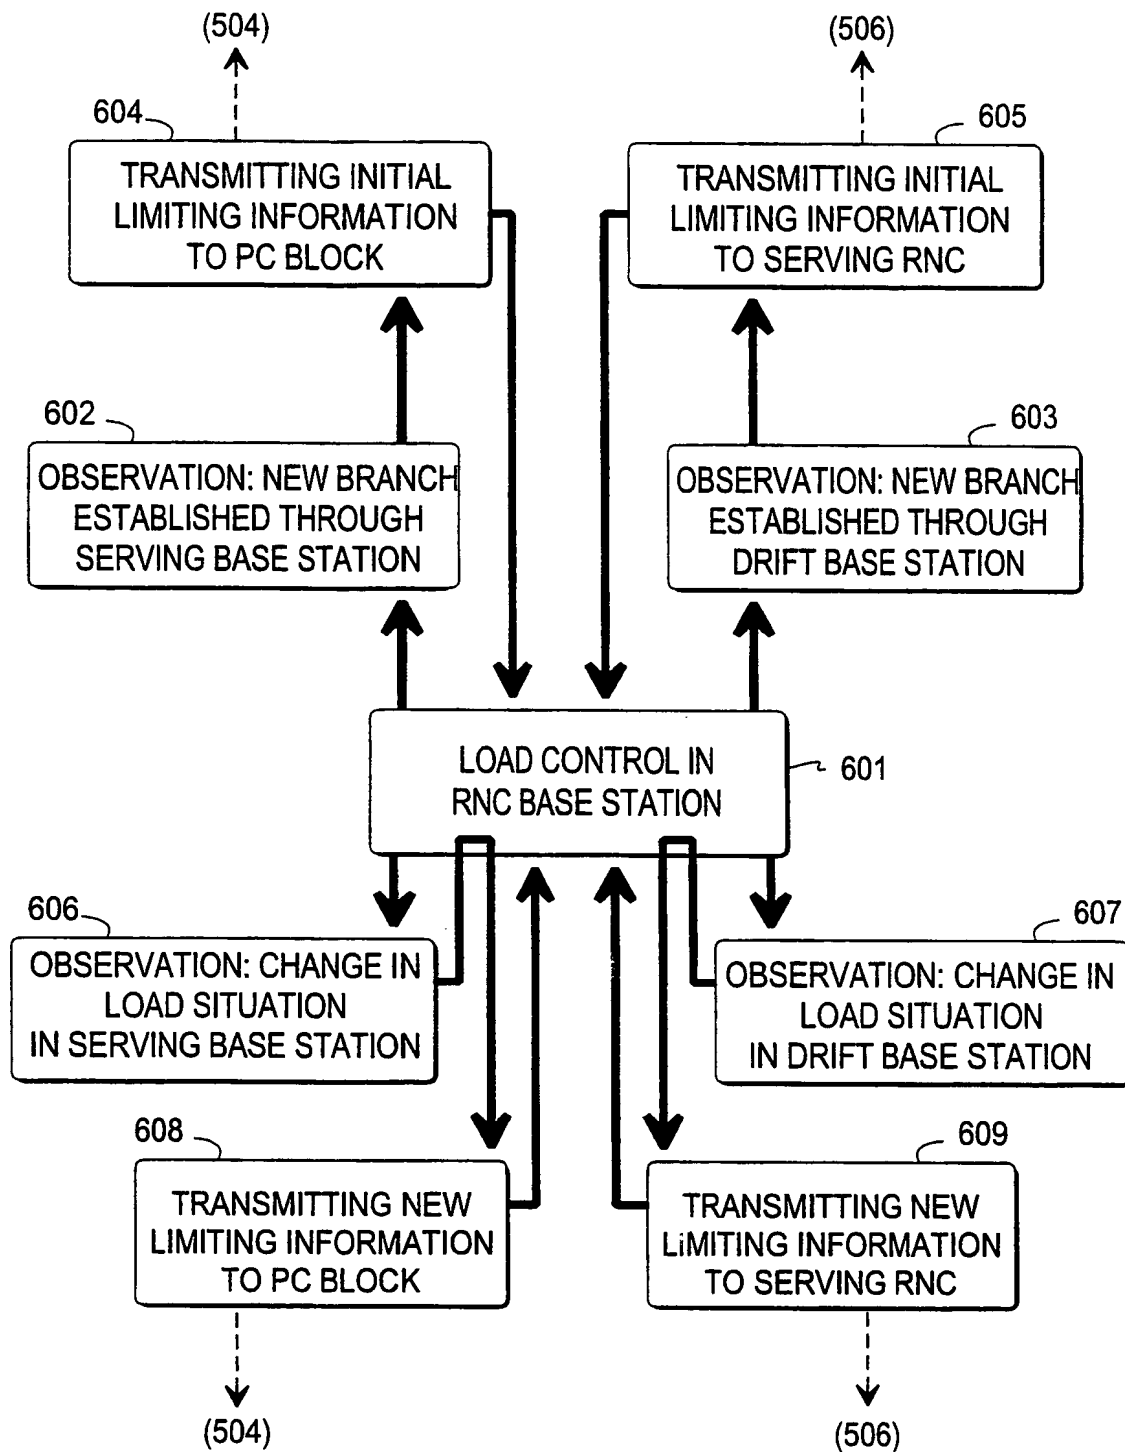 (504)
(506)
604
605
TRANSMITTING INITIAL
LIMITING INFORMATION
TO PC BLOCK
TRANSMITTING INITIAL
LIMITING INFORMATION
TO SERVING RNC
602
603
OBSERVATION: NEW BRANCH
ESTABLISHED THROUGH
SERVING BASE STATION
OBSERVATION: NEW BRANCH
ESTABLISHED THROUGH
DRIFT BASE STATION
LOAD CONTROL IN
RNC BASE STATION
601
606
607
OBSERVATION: CHANGE IN
LOAD SITUATION
IN SERVING BASE STATION
OBSERVATION: CHANGE IN
LOAD SITUATION
IN DRIFT BASE STATION
608
609
TRANSMITTING NEW
LIMITING INFORMATION
TO PC BLOCK
TRANSMITTING NEW
LiMITING INFORMATION
TO SERVING RNC
(504)
(506)